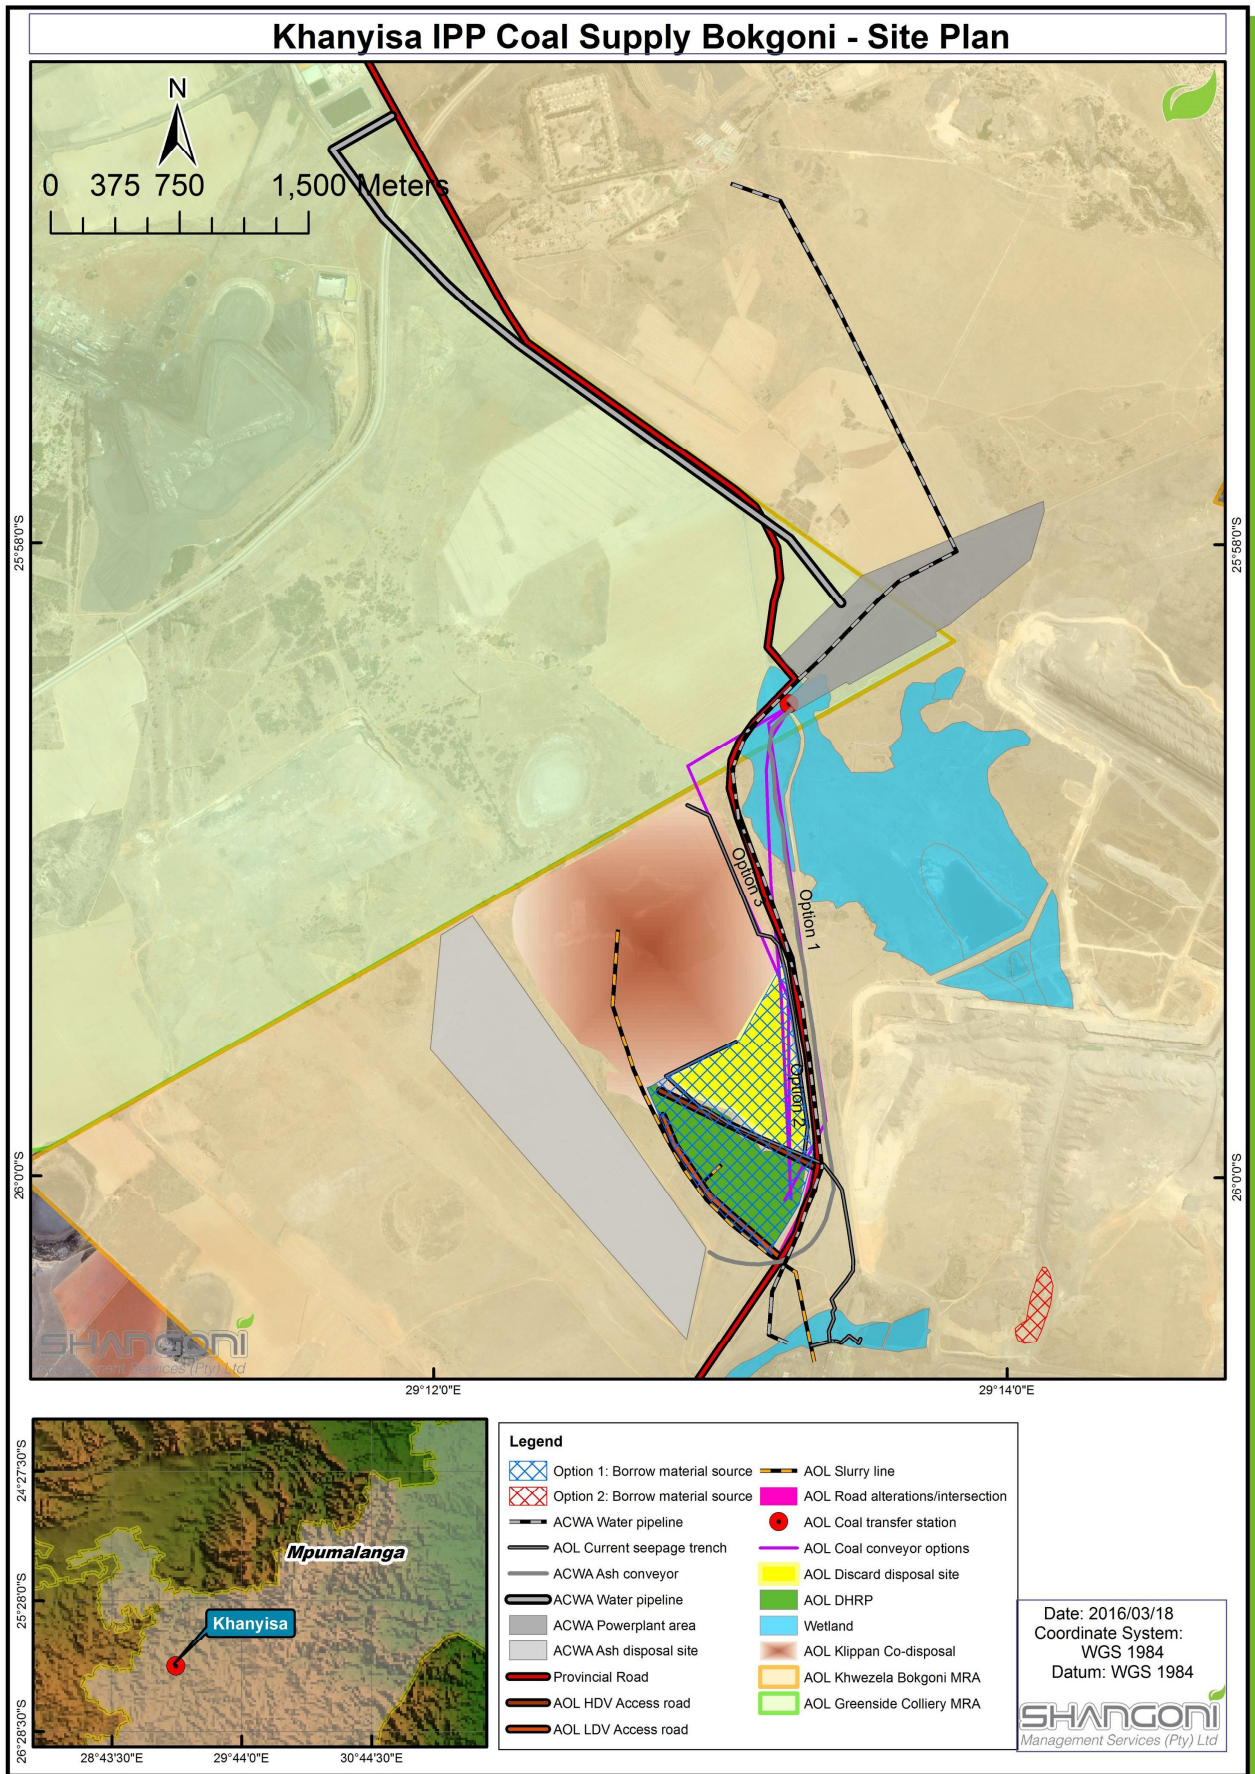 Khanyisa IPP Coal Supply Bokgoni - Site Plan
N
0 375 750 1,500 Meters
25°58'0"S
25°58'0"S
26°0'0"S
26°0'0"S
Option 3
Option 1
Option 2
SHANGONI
Management Services (Pty) Ltd
29°12'0"E
29°14'0"E
24°27'30"S
25°28'0"S
26°28'30"S
Mpumalanga
Khanyisa
28°43'30"E
29°44'0"E
30°44'30"E
Legend
Option 1: Borrow material source
Option 2: Borrow material source
ACWA Water pipeline
AOL Current seepage trench
ACWA Ash conveyor
ACWA Water pipeline
ACWA Powerplant area
ACWA Ash disposal site
Provincial Road
AOL HDV Access road
AOL LDV Access road
AOL Slurry line
AOL Road alterations/intersection
AOL Coal transfer station
AOL Coal conveyor options
AOL Discard disposal site
AOL DHRP
Wetland
AOL Klippan Co-disposal
AOL Khwezela Bokgoni MRA
AOL Greenside Colliery MRA
Date: 2016/03/18
Coordinate System:
WGS 1984
Datum: WGS 1984
SHANGONI
Management Services (Pty) Ltd